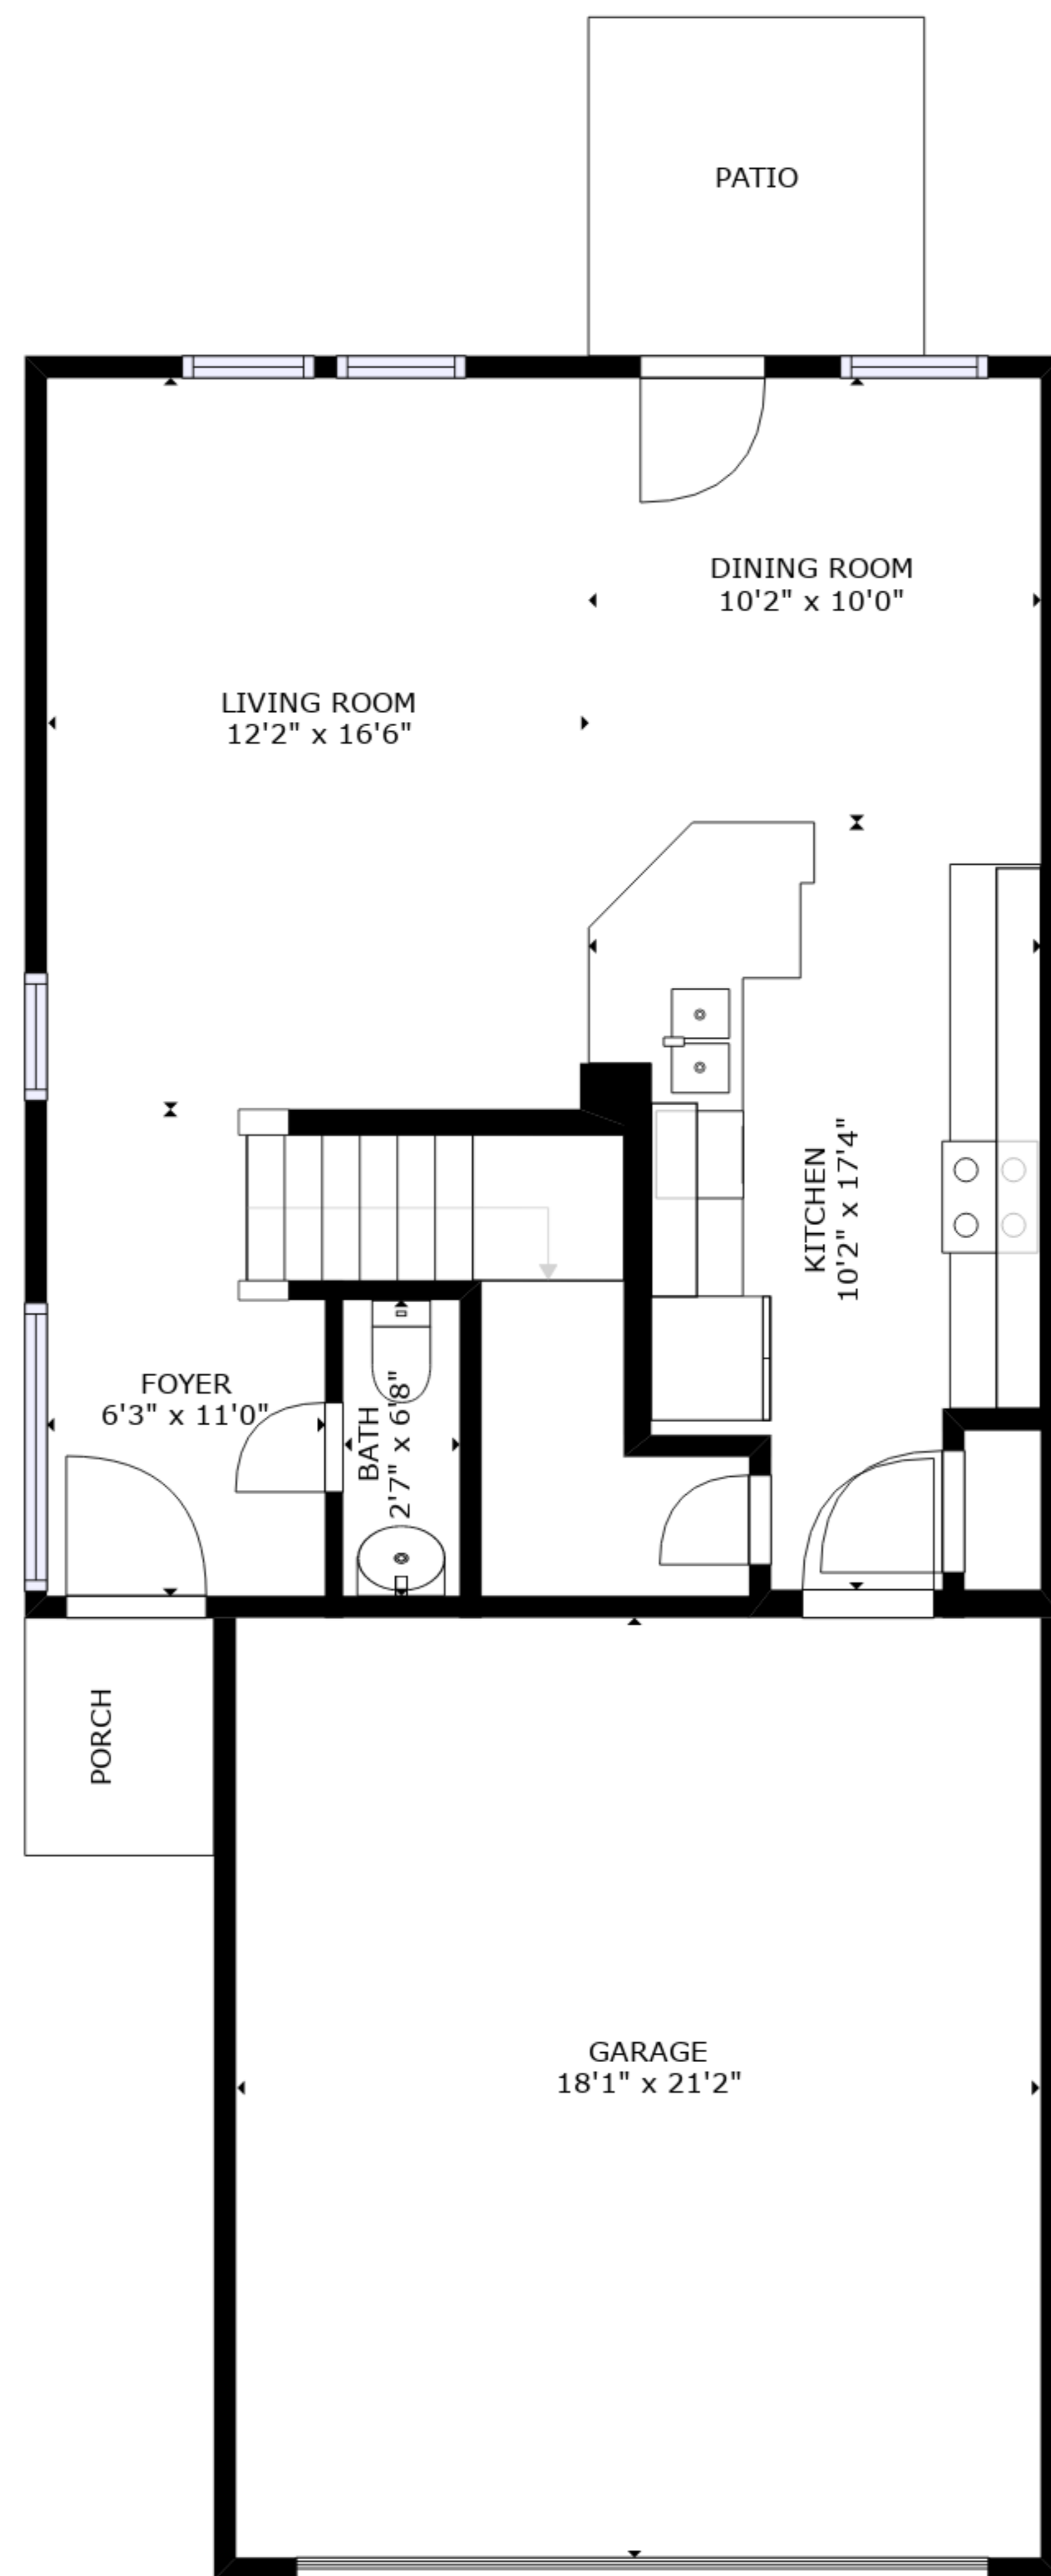 PATIO
DINING ROOM
10'2" x 10'0"
LIVING ROOM
12'2" x 16'6"
KITCHEN
10'2" x 17'4"
FOYER
6'3" x 11'0"
BATH
2'7" x 6'8"
PORCH
GARAGE
18'1" x 21'2"